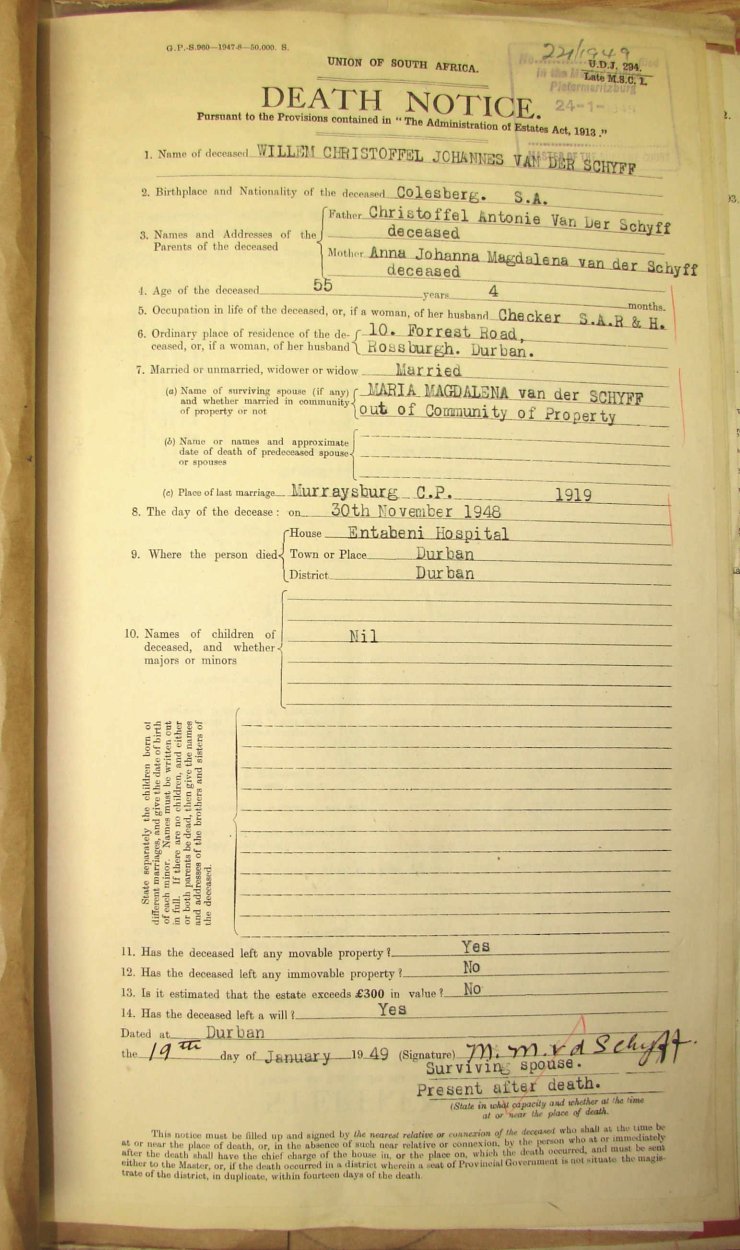 G.P.-S.960—1947-8—50,000. S.
221/1949
UNION OF SOUTH AFRICA.
U.D.J. 294.
Late M.S.C. 1.
in the
Pietermaritzburg
24-1-
DEATH NOTICE.
Pursuant to the Provisions contained in "The Administration of Estates Act, 1913."
1. Name of deceased WILLEM CHRISTOFFEL JOHANNES VAN DER SCHYFF
2. Birthplace and Nationality of the deceased Colesberg. S.A.
3. Names and Addresses of the Parents of the deceased
Father Christoffel Antonie Van Der Schyff
deceased
Mother Anna Johanna Magdalena van der Schyff
deceased
4. Age of the deceased 55 years 4 months.
5. Occupation in life of the deceased, or, if a woman, of her husband Checker S.A.R & H.
6. Ordinary place of residence of the de- 10. Forrest Road,
ceased, or, if a woman, of her husband Rossburgh. Durban.
7. Married or unmarried, widower or widow Married
(a) Name of surviving spouse (if any) MARIA MAGDALENA van der SCHYFF
and whether married in community out of Community of Property
of property or not
(b) Name or names and approximate
date of death of predeceased spouse
or spouses
(c) Place of last marriage Murraysburg C.P. 1919
8. The day of the decease: on 30th November 1948
9. Where the person died
House Entabeni Hospital
Town or Place Durban
District Durban
10. Names of children of
deceased, and whether
majors or minors
Nil
State separately the children born of
different marriages, and give the date of birth
of each minor. Names must be written out
in full. If there are no children, and either
or both parents be dead, then give the names
and addresses of the brothers and sisters of
the deceased.
11. Has the deceased left any movable property? Yes
12. Has the deceased left any immovable property? No
13. Is it estimated that the estate exceeds £300 in value? No
14. Has the deceased left a will? Yes
Dated at Durban
the 19th day of January 1949 (Signature) M. M. v d Schyff.
Surviving spouse.
Present after death.
(State in what capacity and whether at the time
at or near the place of death.
This notice must be filled up and signed by the nearest relative or connexion of the deceased who shall at the time be
at or near the place of death, or, in the absence of such near relative or connexion, by the person who at or immediately
after the death shall have the chief charge of the house in, or the place on, which the death occurred, and must be sent
either to the Master, or, if the death occurred in a district wherein a seat of Provincial Government is not situate the magis-
trate of the district, in duplicate, within fourteen days of the death.